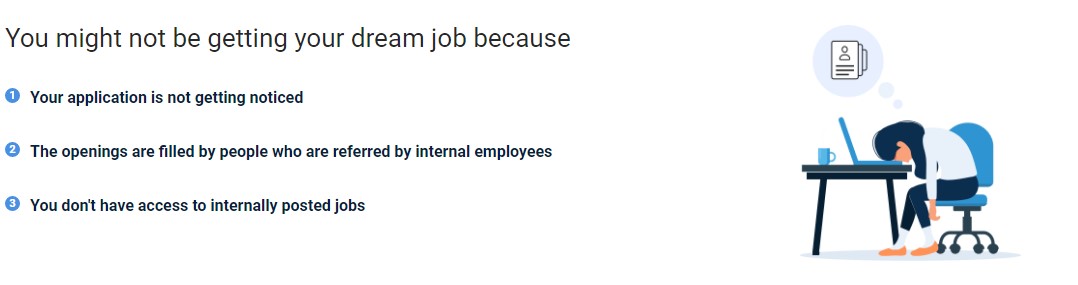 You might not be getting your dream job because
1 Your application is not getting noticed
2 The openings are filled by people who are referred by internal employees
3 You don't have access to internally posted jobs